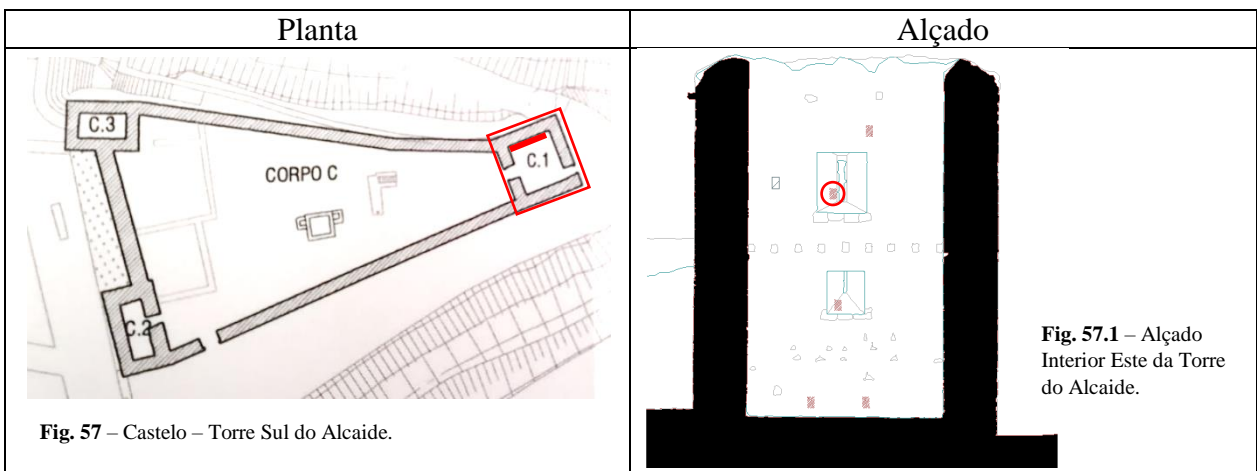 Planta
Alçado
C.3
CORPO C
C.1
C.2
Fig. 57 – Castelo – Torre Sul do Alcaide.
Fig. 57.1 – Alçado
Interior Este da Torre
do Alcaide.